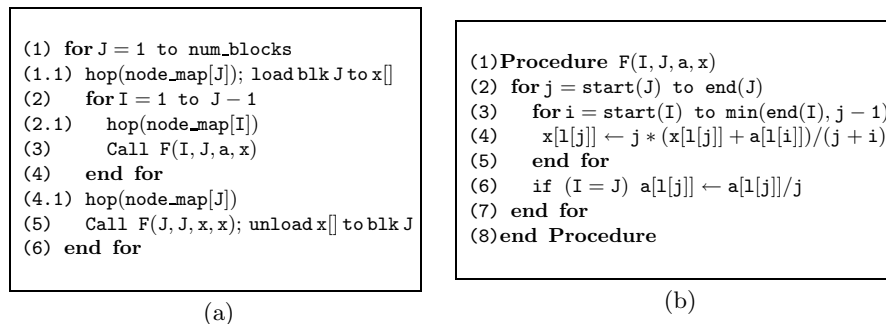 (1) for J = 1 to num_blocks
(1.1) hop(node_map[J]); load blk J to x[]
(2) for I = 1 to J − 1
(2.1) hop(node_map[I])
(3) Call F(I, J, a, x)
(4) end for
(4.1) hop(node_map[J])
(5) Call F(J, J, x, x); unload x[] to blk J
(6) end for
(a)
(1)Procedure F(I, J, a, x)
(2) for j = start(J) to end(J)
(3) for i = start(I) to min(end(I), j − 1)
(4) x[l[j]] ← j ∗ (x[l[j]] + a[l[i]])/(j + i)
(5) end for
(6) if (I = J) a[l[j]] ← a[l[j]]/j
(7) end for
(8)end Procedure
(b)